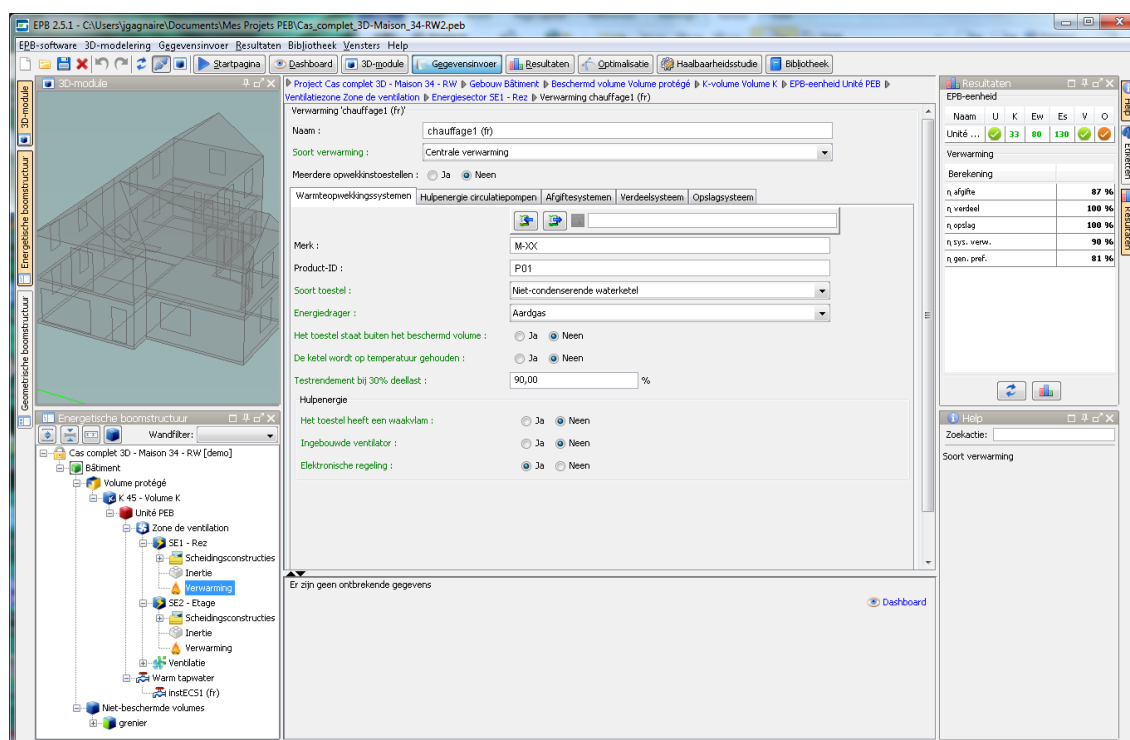 EPB 2.5.1 - C:\Users\jgagnaire\Documents\Mes Projets PEB\Cas_complet_3D-Maison_34-RW2.peb
EPB-software 3D-modelering Gegevensinvoer Resultaten Bibliotheek Vensters Help
Startpagina Dashboard 3D-module Gegevensinvoer Resultaten Optimalisatie Haalbaarheidsstudie Bibliotheek
3D-module
3D-module
Energetische boomstructuur
Geometrische boomstructuur
Project Cas complet 3D - Maison 34 - RW Gebouw Bâtiment Beschermd volume Volume protégé K-volume Volume K EPB-eenheid Unité PEB
Ventilatiezone Zone de ventilation Energiesector SE1 - Rez Verwarming chauffage1 (fr)
Verwarming 'chauffage1 (fr)'
Naam : chauffage1 (fr)
Soort verwarming : Centrale verwarming
Meerdere opwekkinstoestellen : Ja Neen
Warmteopwekkingssystemen Hulpenergie circulatiepompen Afgiftesystemen Verdeelsysteem Opslagsysteem
Merk : M-XX
Product-ID : P01
Soort toestel : Niet-condenserende waterketel
Energiedrager : Aardgas
Het toestel staat buiten het beschermd volume : Ja Neen
De ketel wordt op temperatuur gehouden : Ja Neen
Testrendement bij 30% deellast : 90,00 %
Hulpenergie
Het toestel heeft een waakvlam : Ja Neen
Ingebouwde ventilator : Ja Neen
Elektronische regeling : Ja Neen
Er zijn geen ontbrekende gegevens
Dashboard
Energetische boomstructuur
Wandfilter:
Cas complet 3D - Maison 34 - RW [demo]
Bâtiment
Volume protégé
K 45 - Volume K
Unité PEB
Zone de ventilation
SE1 - Rez
Scheidingsconstructies
Inertie
Verwarming
SE2 - Etage
Scheidingsconstructies
Inertie
Verwarming
Ventilatie
Warm tapwater
instECS1 (fr)
Niet-beschermde volumes
grenier
Resultaten
EPB-eenheid
Naam U K Ew Es V O
Unité ... 33 80 130
Verwarming
Berekening
η afgifte 87 %
η verdeel 100 %
η opslag 100 %
η sys. verw. 90 %
η gen. pref. 81 %
Help
Zoekactie:
Soort verwarming
Help
Etiketten
Resultaten